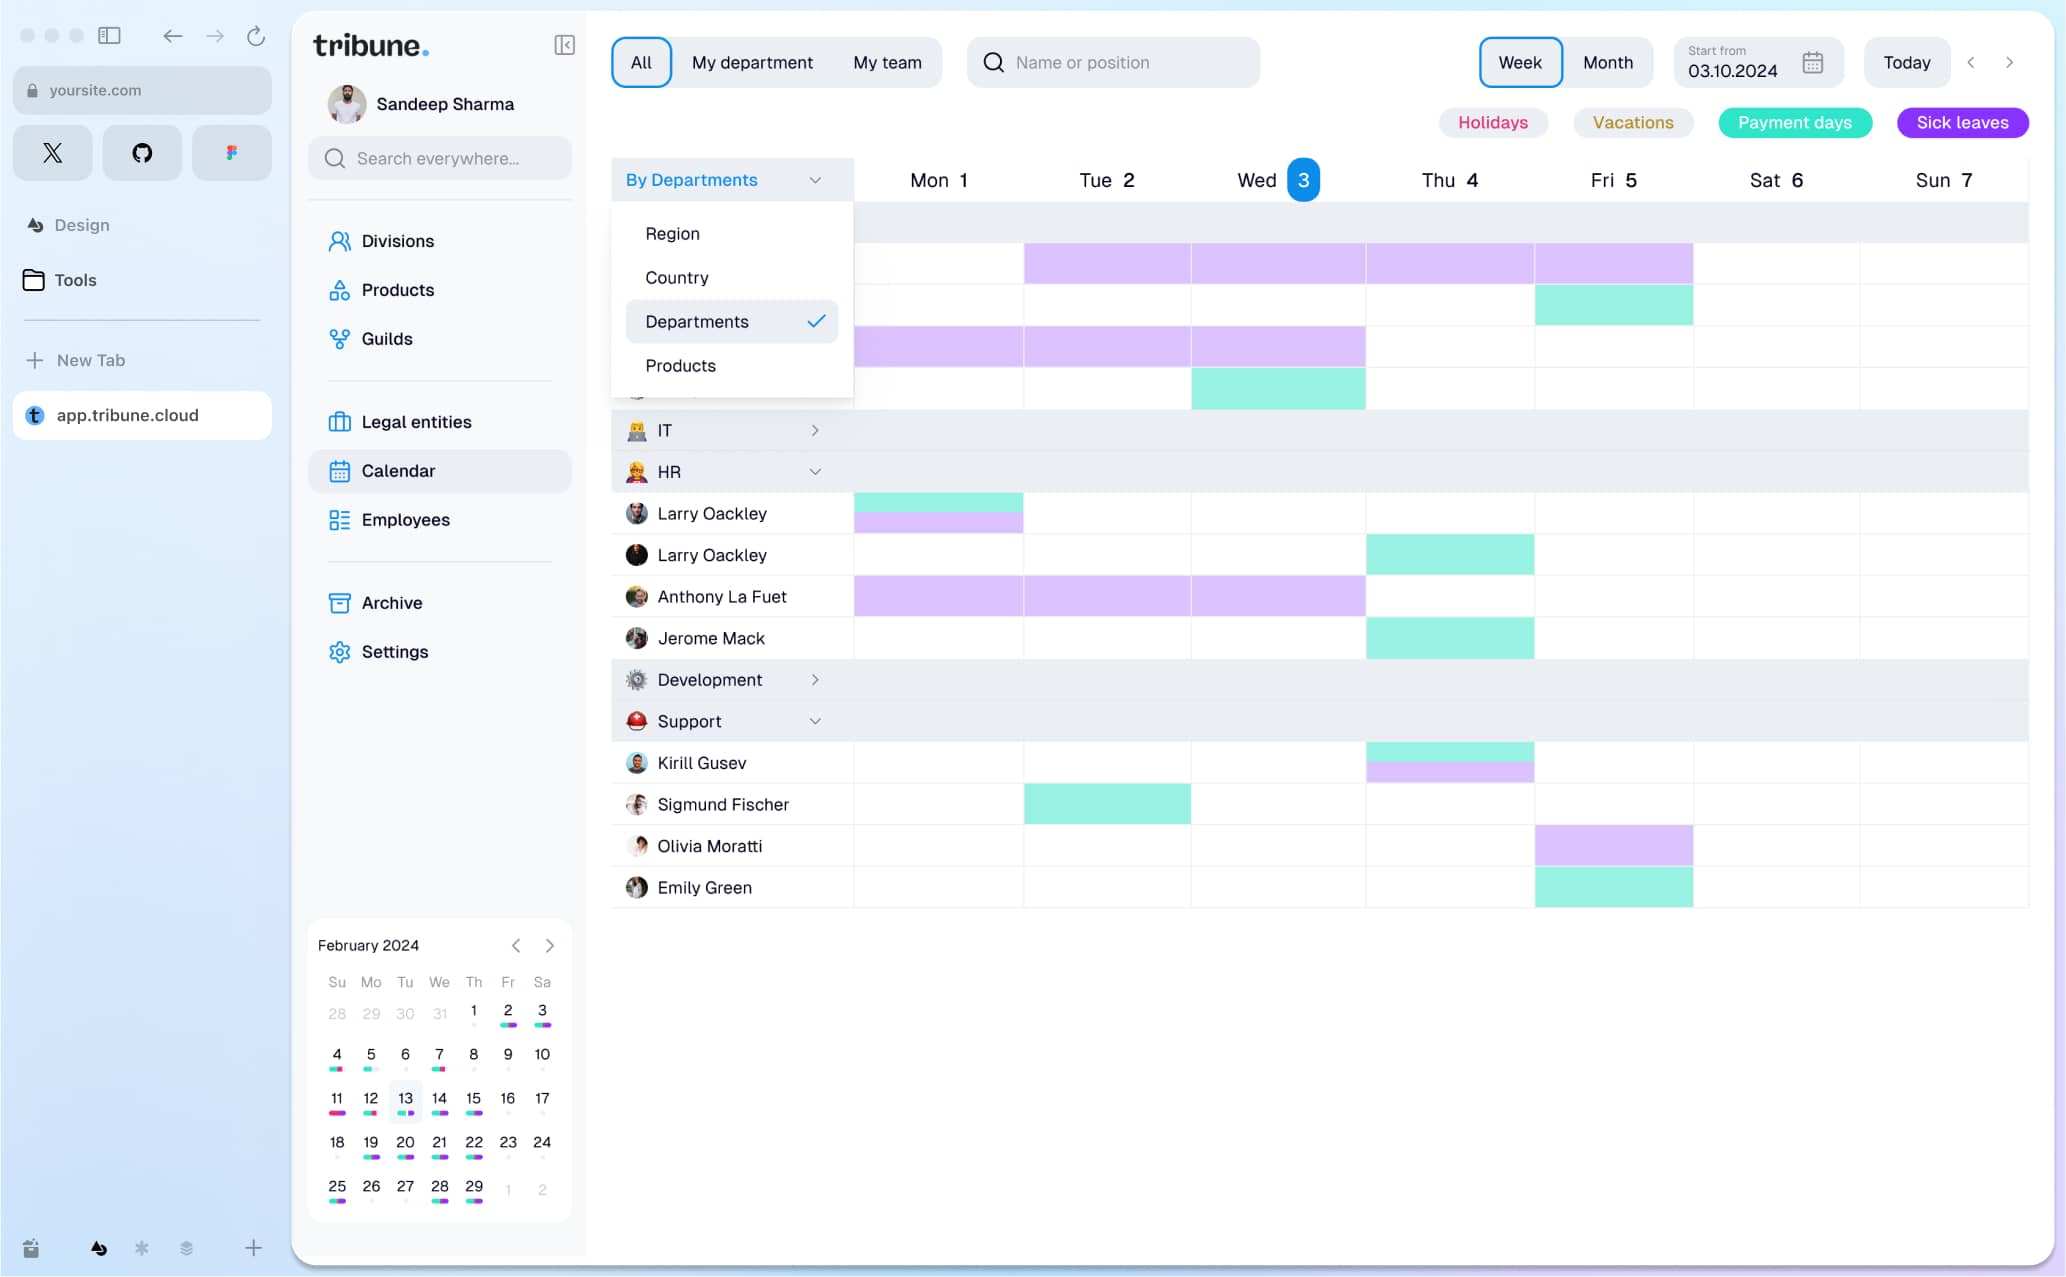 yoursite.com
Design
Tools
New Tab
app.tribune.cloud
tribune.
Sandeep Sharma
Search everywhere...
Divisions
Products
Guilds
Legal entities
Calendar
Employees
Archive
Settings
February 2024
Su Mo Tu We Th Fr Sa
28 29 30 31 1 2 3
4 5 6 7 8 9 10
11 12 13 14 15 16 17
18 19 20 21 22 23 24
25 26 27 28 29 1 2
All My department My team
Name or position
Week Month
Start from
03.10.2024
Today
Holidays Vacations Payment days Sick leaves
By Departments
Mon 1 Tue 2 Wed 3 Thu 4 Fri 5 Sat 6 Sun 7
Region
Country
Departments
Products
IT
HR
Larry Oackley
Larry Oackley
Anthony La Fuet
Jerome Mack
Development
Support
Kirill Gusev
Sigmund Fischer
Olivia Moratti
Emily Green